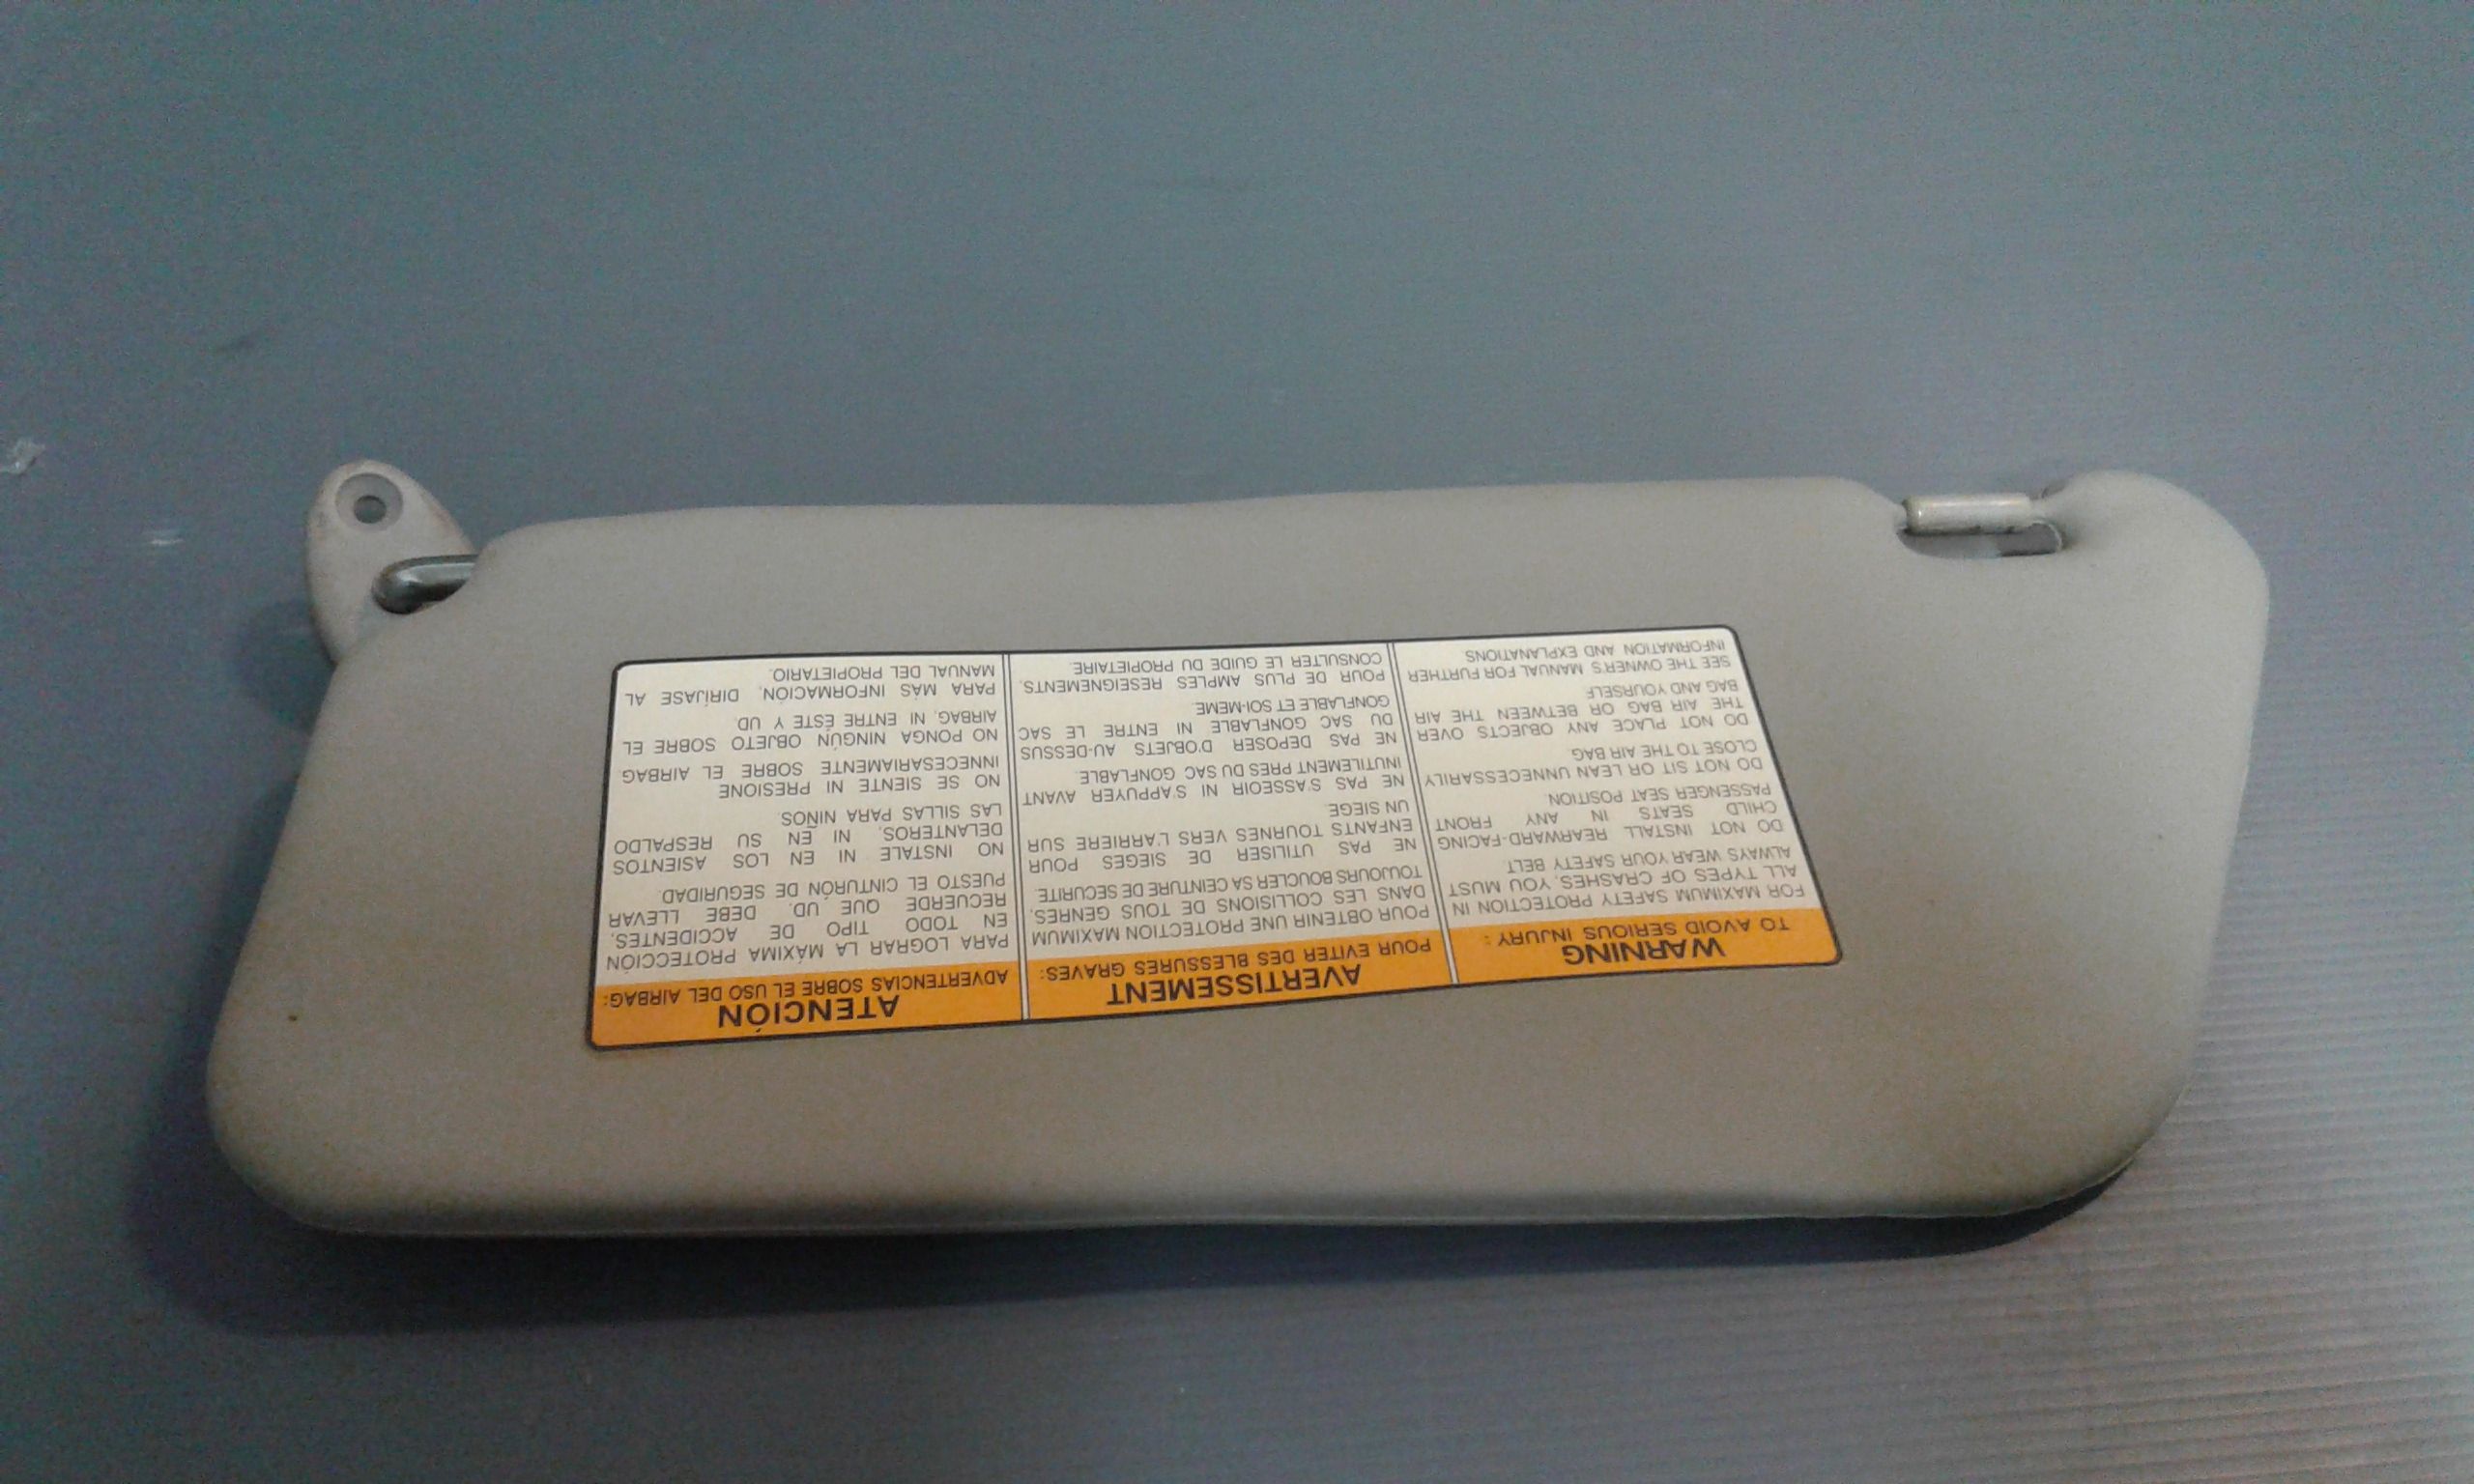 WARNING
TO AVOID SERIOUS INJURY:
FOR MAXIMUM SAFETY PROTECTION IN
ALL TYPES OF CRASHES, YOU MUST
ALWAYS WEAR YOUR SAFETY BELT
DO NOT INSTALL REARWARD-FACING
CHILD SEATS IN ANY FRONT
PASSENGER SEAT POSITION
DO NOT SIT OR LEAN UNNECESSARILY
CLOSE TO THE AIR BAG
DO NOT PLACE ANY OBJECTS OVER
THE AIR BAG OR BETWEEN THE AIR
BAG AND YOURSELF
SEE THE OWNER'S MANUAL FOR FURTHER
INFORMATION AND EXPLANATIONS
AVERTISSEMENT
POUR EVITER DES BLESSURES GRAVES:
POUR OBTENIR UNE PROTECTION MAXIMUM
DANS LES COLLISIONS DE TOUS GENRES,
TOUJOURS BOUCLER SA CEINTURE DE SECURITE.
NE PAS UTILISER DE SIEGES POUR
ENFANTS TOURNES VERS L'ARRIERE SUR
UN SIEGE.
NE PAS S'ASSEOIR NI S'APPUYER AVANT
INUTILEMENT PRES DU SAC GONFLABLE.
NE PAS DEPOSER D'OBJETS AU-DESSUS
DU SAC GONFLABLE NI ENTRE LE SAC
GONFLABLE ET SOI-MEME.
POUR DE PLUS AMPLES RESEIGNEMENTS,
CONSULTER LE GUIDE DU PROPIETAIRE.
ATENCIÓN
ADVERTENCIAS SOBRE EL USO DEL AIRBAG:
PARA LOGRAR LA MÁXIMA PROTECCIÓN
EN TODO TIPO DE ACCIDENTES,
RECUERDE QUE UD. DEBE LLEVAR
PUESTO EL CINTURÓN DE SEGURIDAD
NO INSTALE NI EN LOS ASIENTOS
DELANTEROS, NI EN SU RESPALDO
LAS SILLAS PARA NIÑOS.
NO SE SIENTE NI PRESIONE
INNECESARIAMENTE SOBRE EL AIRBAG.
NO PONGA NINGÚN OBJETO SOBRE EL
AIRBAG, NI ENTRE ÉSTE Y UD.
PARA MÁS INFORMACIÓN, DIRÍJASE AL
MANUAL DEL PROPIETARIO.